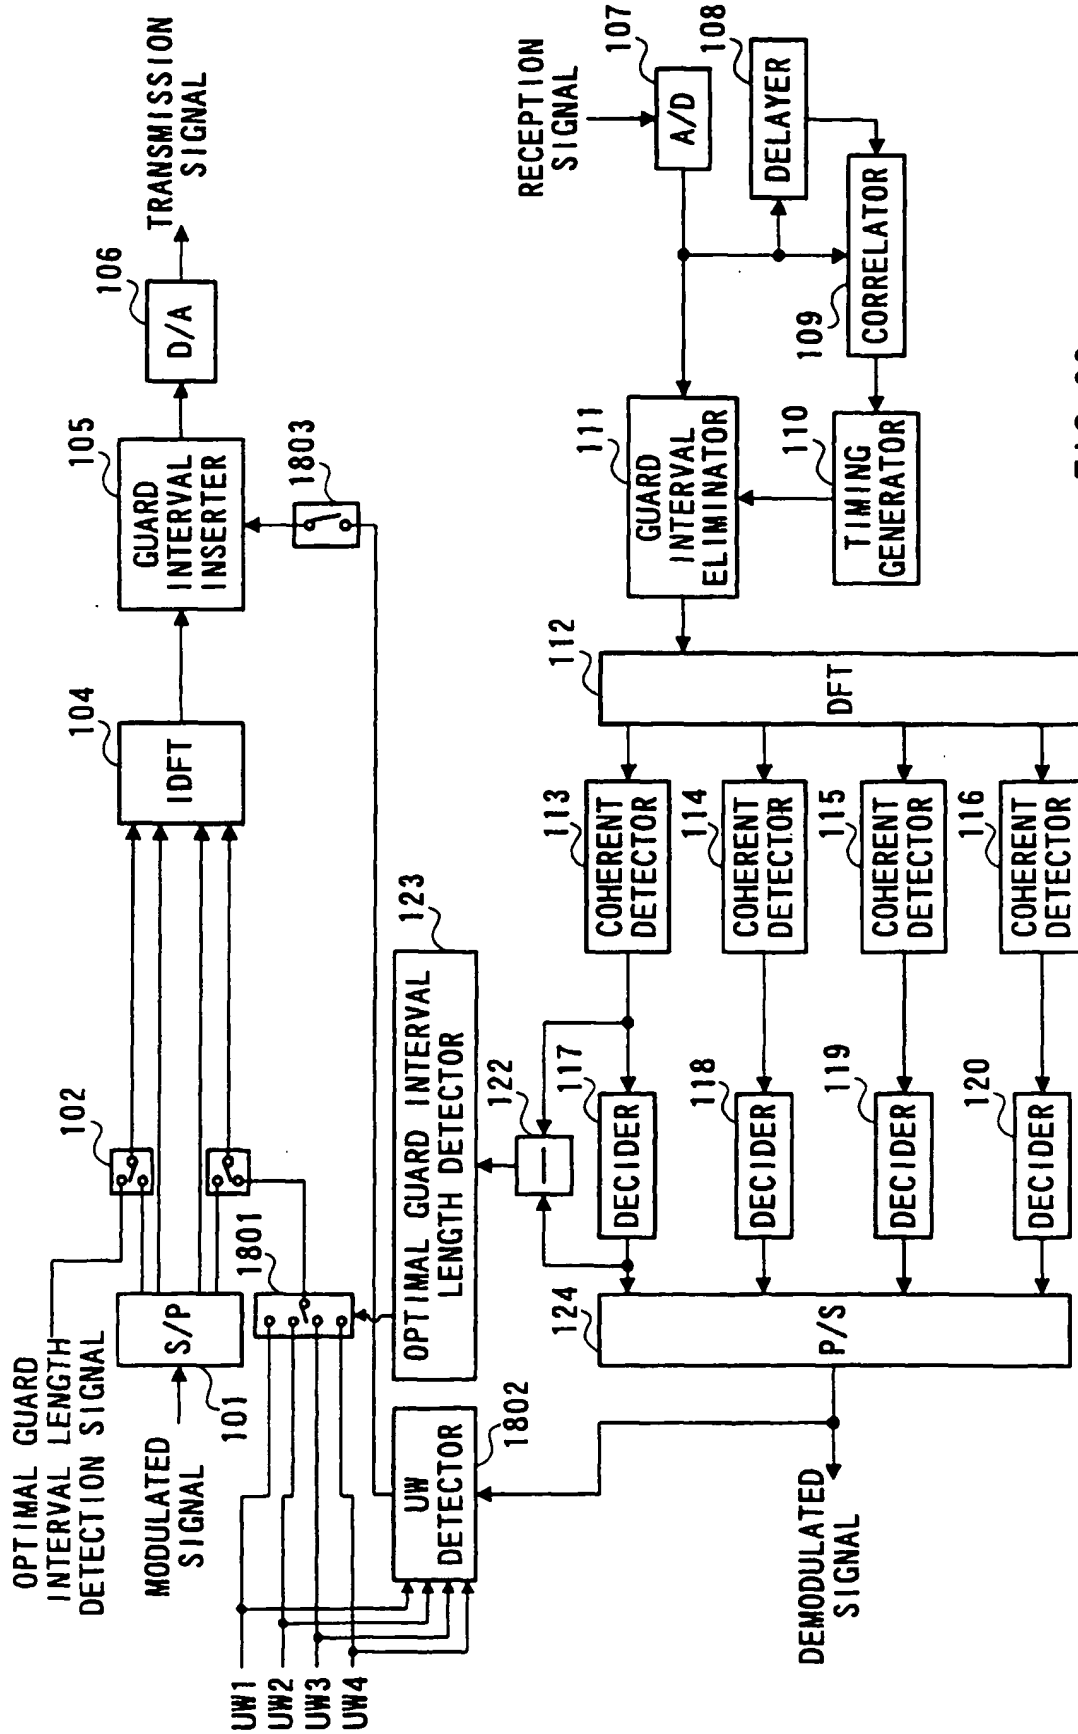 OPTIMAL GUARD
INTERVAL LENGTH
DETECTION SIGNAL
MODULATED
SIGNAL
101
S/P
102
104
IDFT
105
GUARD
INTERVAL
INSERTER
106
D/A
TRANSMISSION
SIGNAL
1803
1801
UW1
UW2
UW3
UW4
UW
DETECTOR
1802
OPTIMAL GUARD INTERVAL
LENGTH DETECTOR
123
RECEPTION
SIGNAL
107
A/D
108
DELAYER
109
CORRELATOR
110
TIMING
GENERATOR
111
GUARD
INTERVAL
ELIMINATOR
112
DFT
113
COHERENT
DETECTOR
114
COHERENT
DETECTOR
115
COHERENT
DETECTOR
116
COHERENT
DETECTOR
122
117
DECIDER
118
DECIDER
119
DECIDER
120
DECIDER
124
P/S
DEMODULATED
SIGNAL